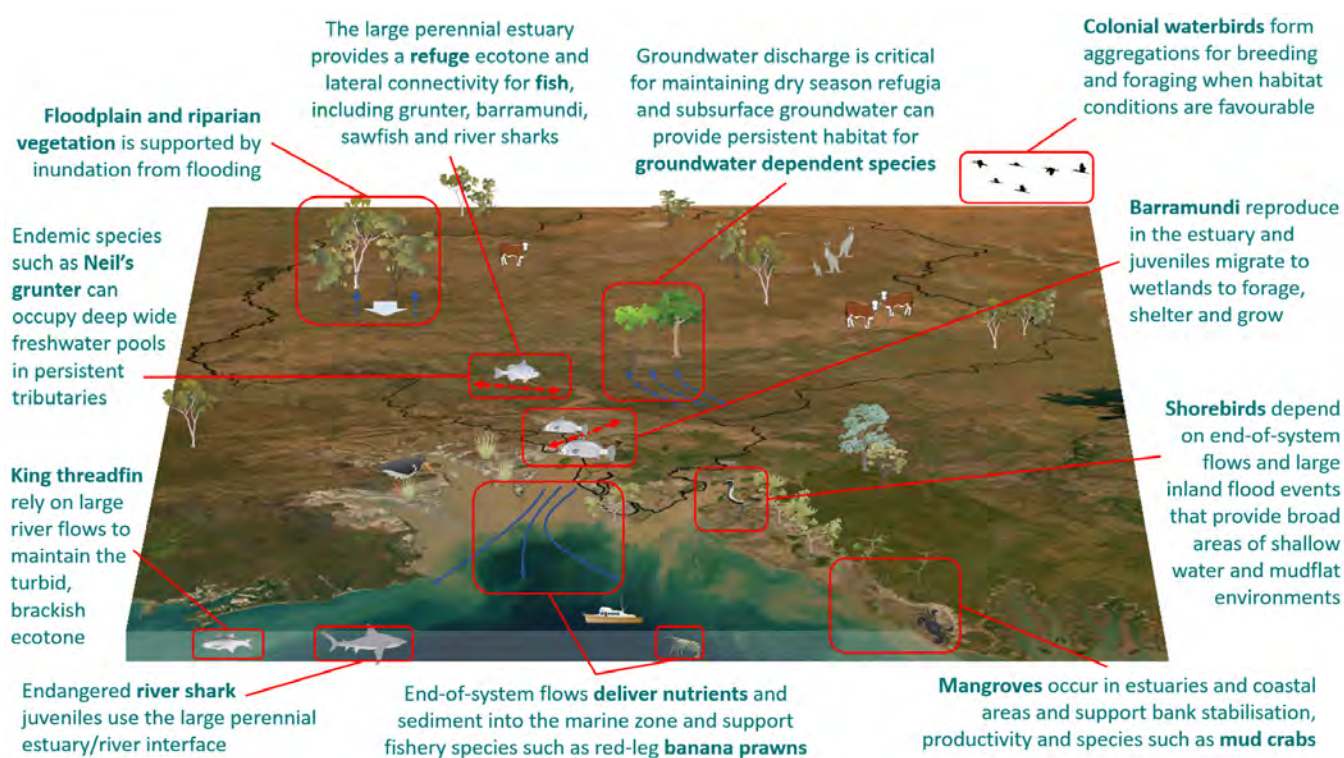 The large perennial estuary
provides a refuge ecotone and
lateral connectivity for fish,
including grunter, barramundi,
sawfish and river sharks
Groundwater discharge is critical
for maintaining dry season refugia
and subsurface groundwater can
provide persistent habitat for
groundwater dependent species
Colonial waterbirds form
aggregations for breeding
and foraging when habitat
conditions are favourable
Floodplain and riparian
vegetation is supported by
inundation from flooding
Endemic species
such as Neil's
grunter can
occupy deep wide
freshwater pools
in persistent
tributaries
Barramundi reproduce
in the estuary and
juveniles migrate to
wetlands to forage,
shelter and grow
King threadfin
rely on large
river flows to
maintain the
turbid,
brackish
ecotone
Shorebirds depend
on end-of-system
flows and large
inland flood events
that provide broad
areas of shallow
water and mudflat
environments
Endangered river shark
juveniles use the large perennial
estuary/river interface
End-of-system flows deliver nutrients and
sediment into the marine zone and support
fishery species such as red-leg banana prawns
Mangroves occur in estuaries and coastal
areas and support bank stabilisation,
productivity and species such as mud crabs